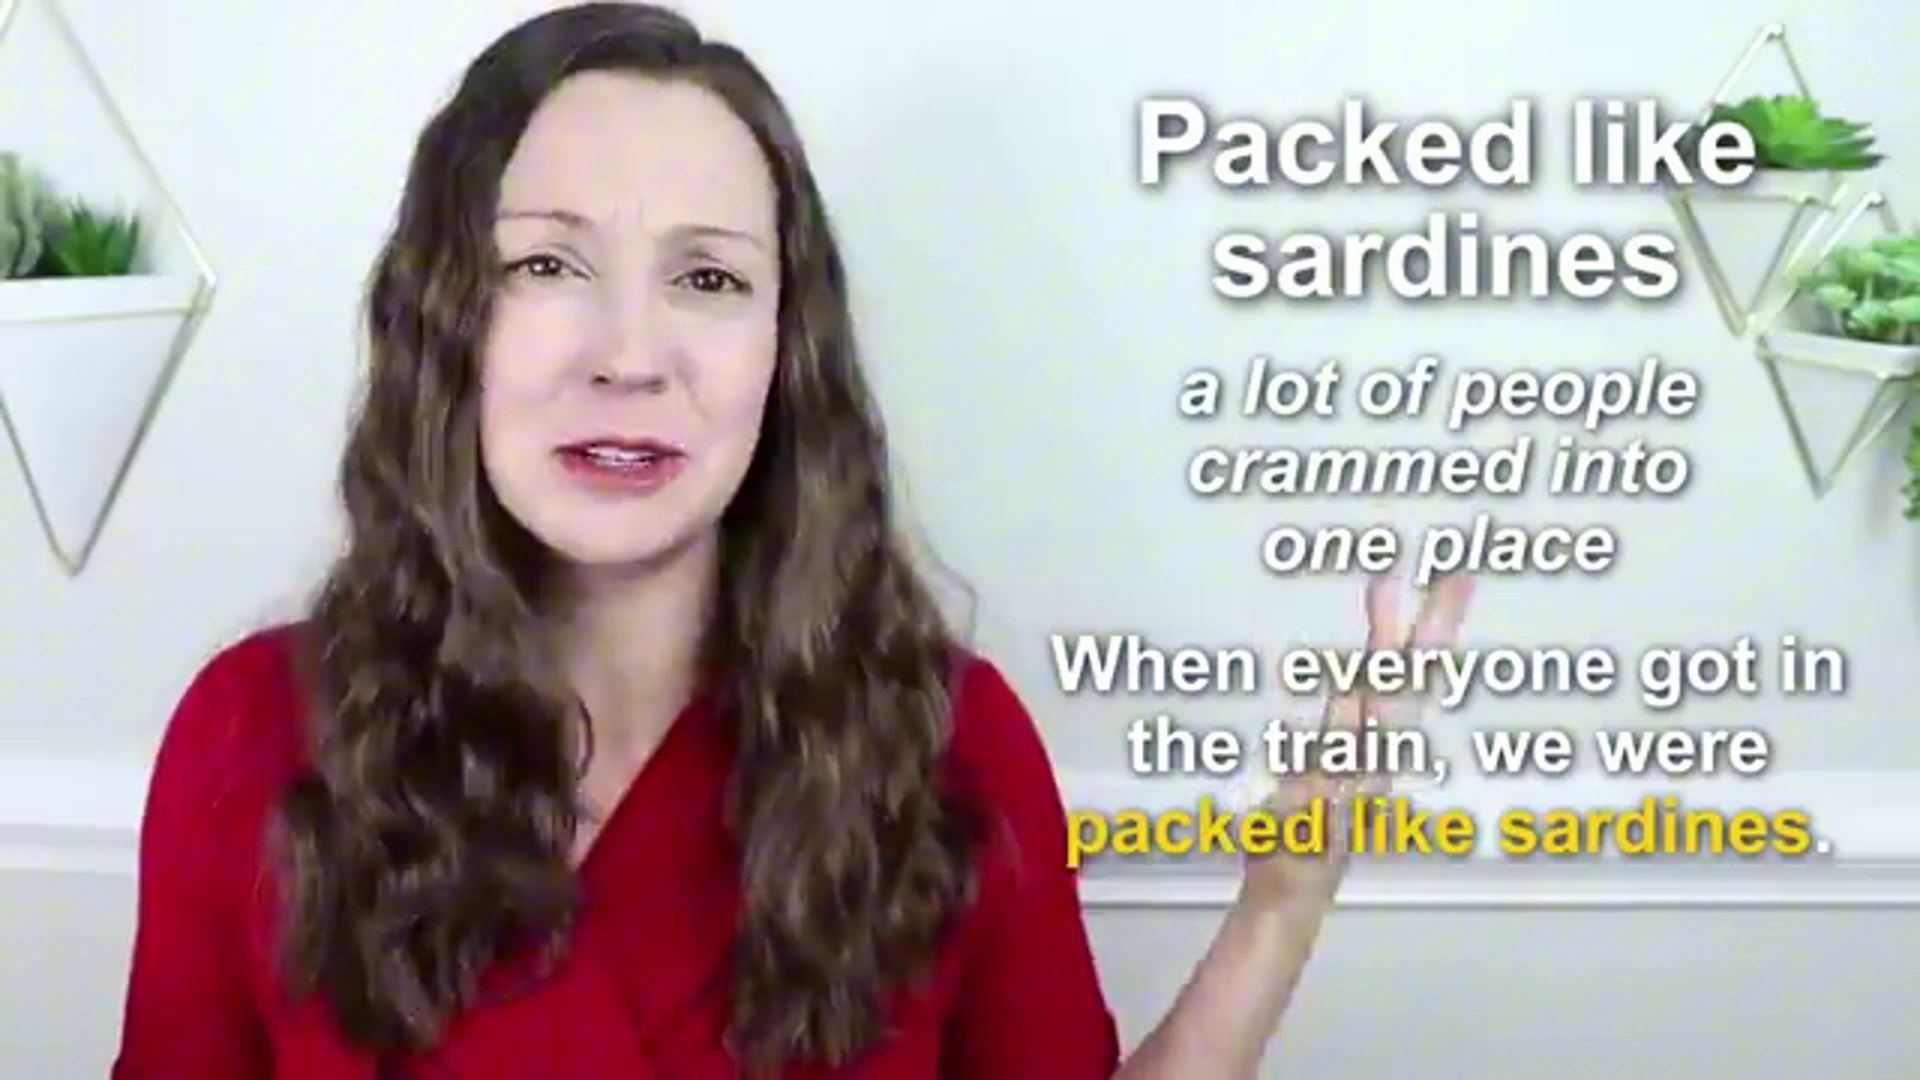 Packed like
sardines
a lot of people
crammed into
one place
When everyone got in
the train, we were
packed like sardines.